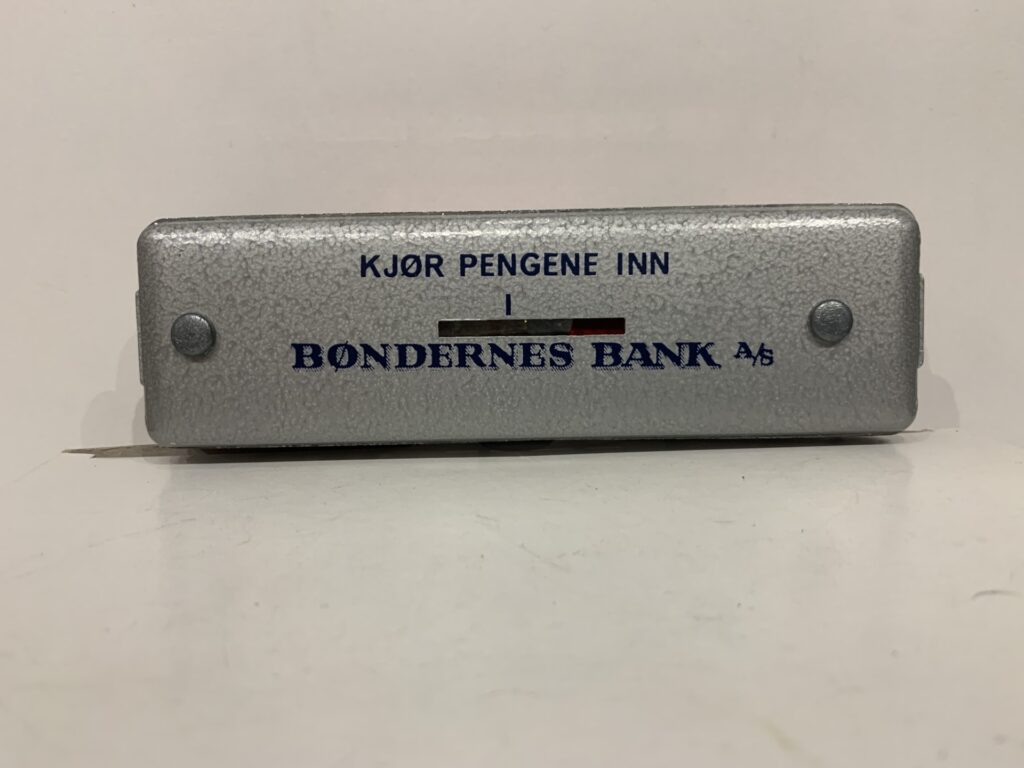 KJØR PENGENE INN
I
BØNDERNES BANK A/S